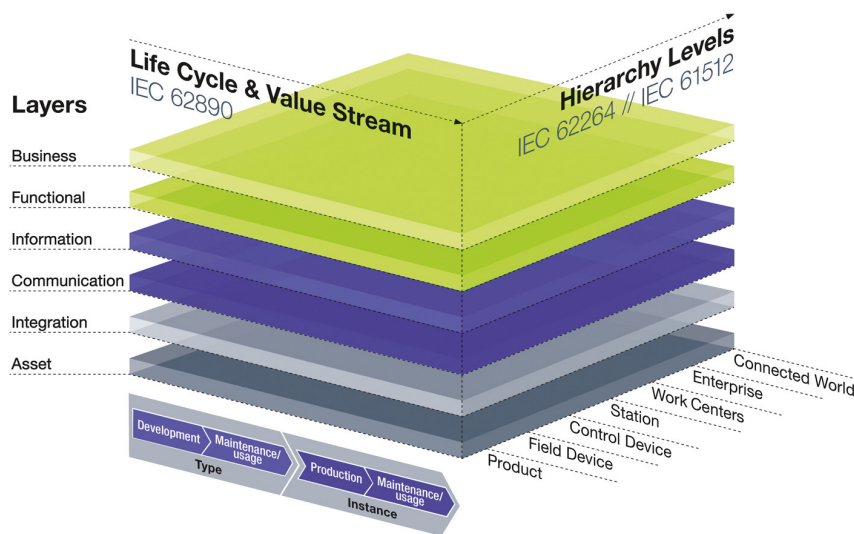 Life Cycle & Value Stream
IEC 62890
Hierarchy Levels
IEC 62264 // IEC 61512
Layers
Business
Functional
Information
Communication
Integration
Asset
Development
Maintenance/
usage
Type
Production
Maintenance/
usage
Instance
Connected World
Enterprise
Work Centers
Station
Control Device
Field Device
Product